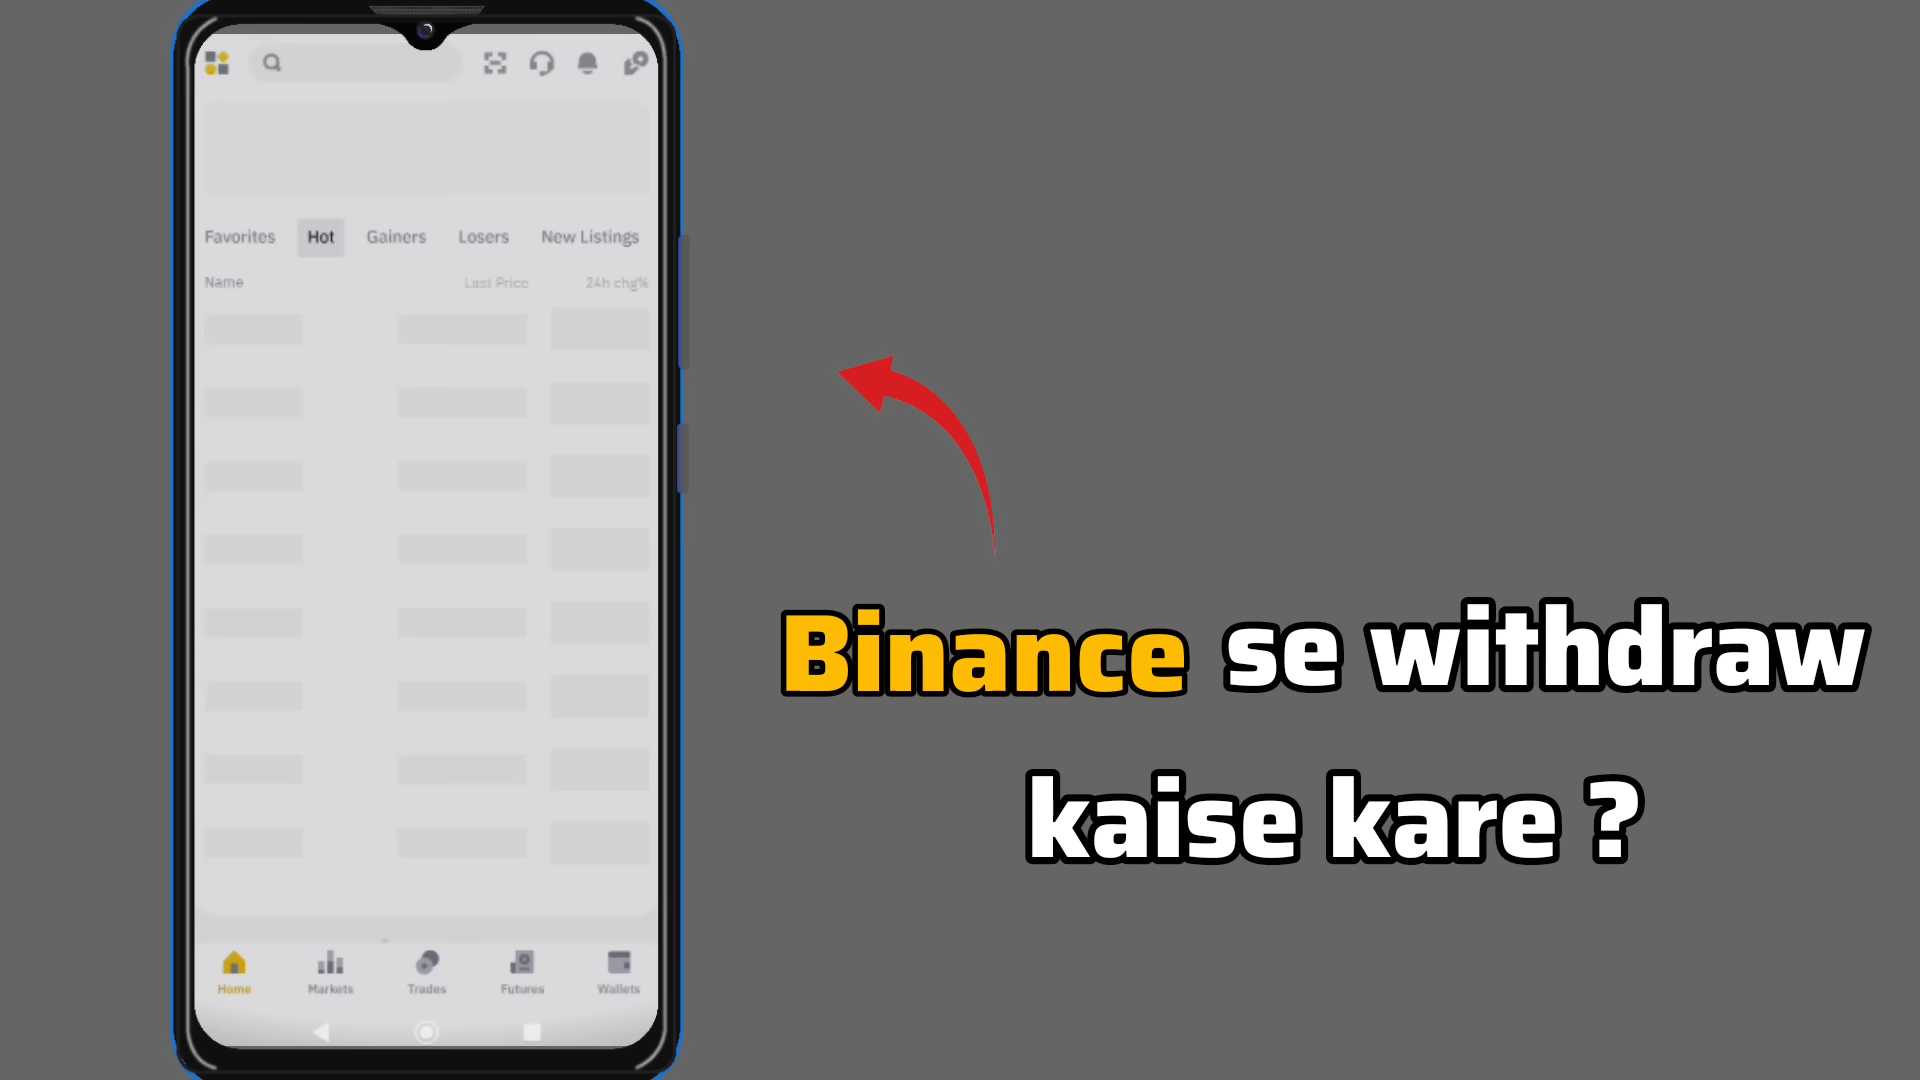 Favorites Hot Gainers Losers New Listings
Name Last Price 24h chg%
Home Markets Trades Futures Wallets
Binance se withdraw
kaise kare ?